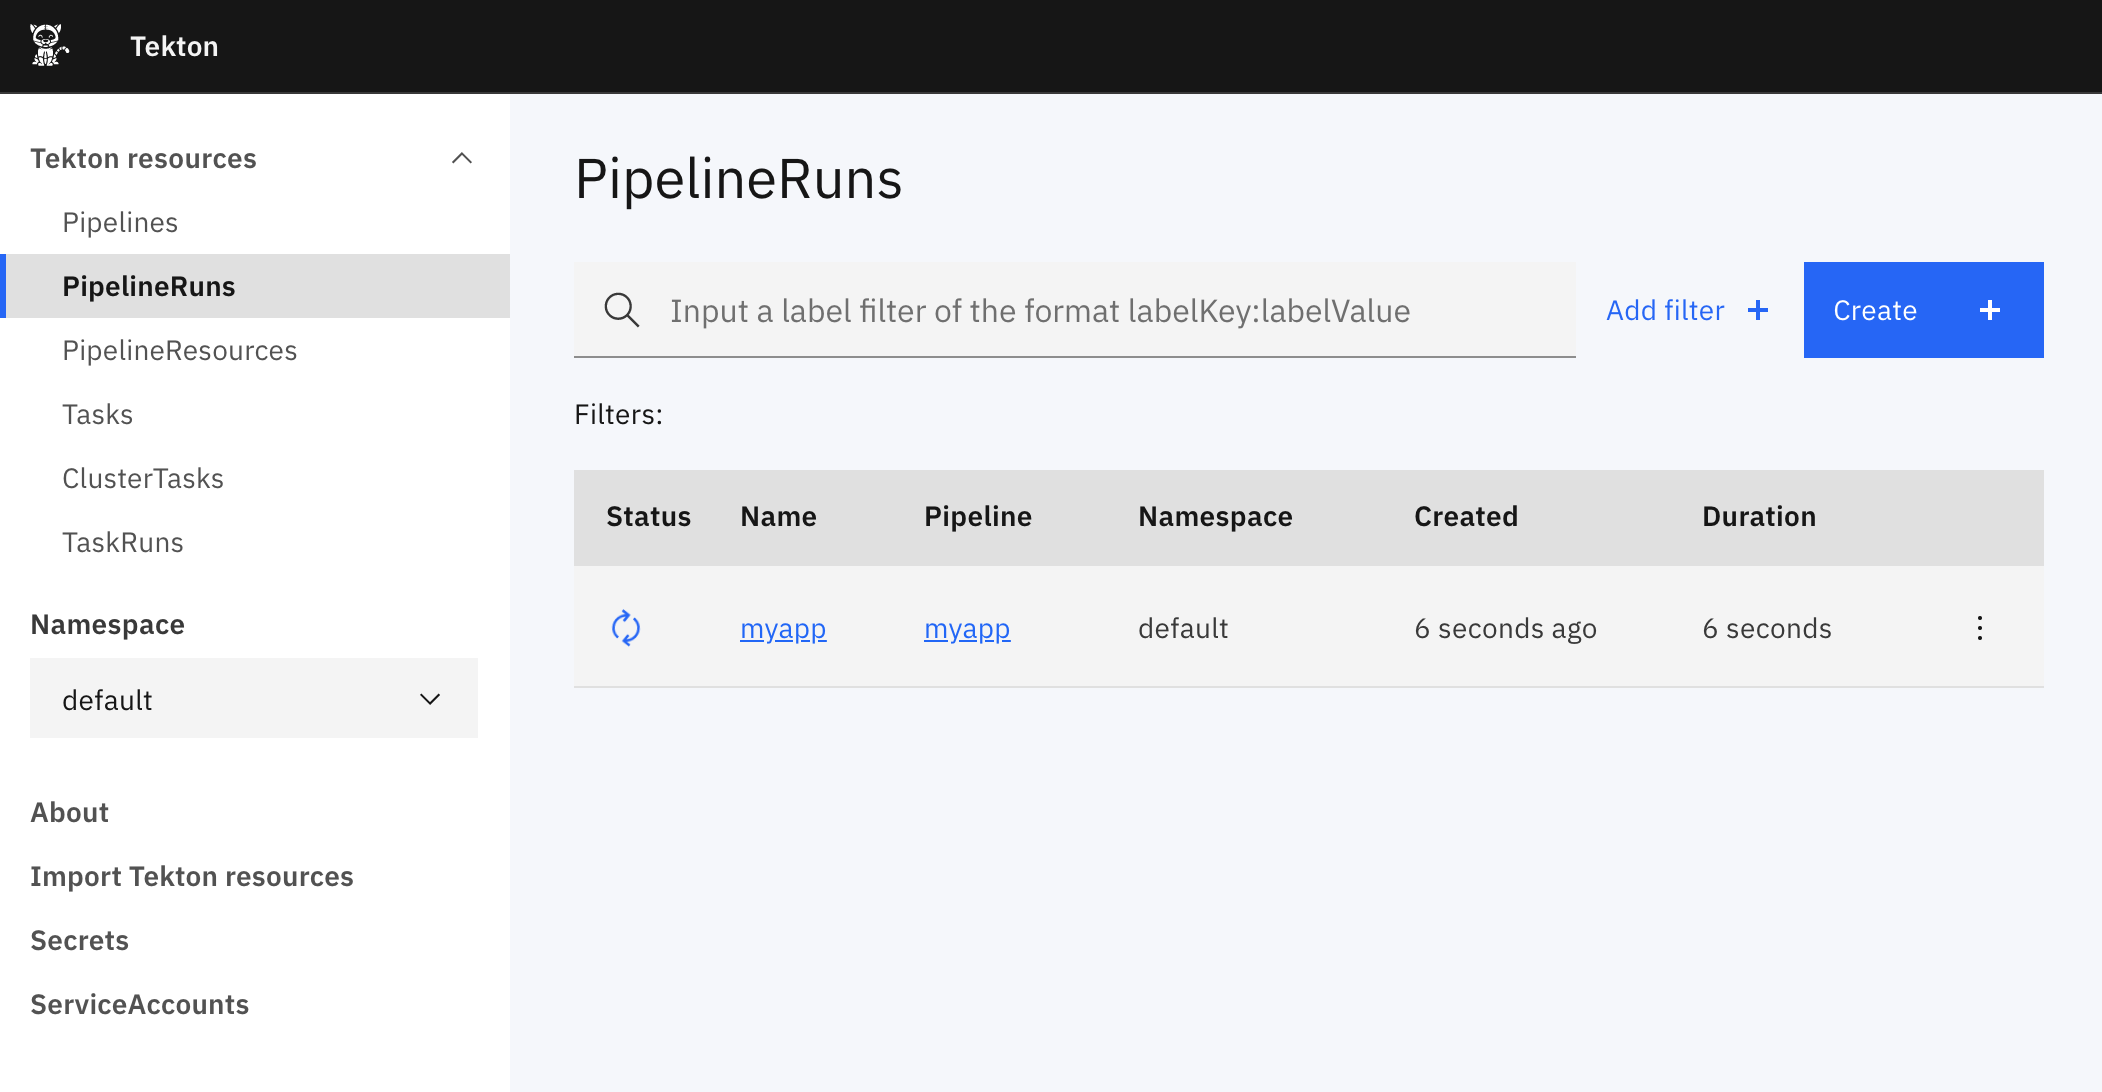 Tekton
Tekton resources
Pipelines
PipelineRuns
PipelineResources
Tasks
ClusterTasks
TaskRuns
Namespace
default
About
Import Tekton resources
Secrets
ServiceAccounts
PipelineRuns
Input a label filter of the format labelKey:labelValue
Add filter +
Create +
Filters:
Status Name Pipeline Namespace Created Duration
myapp myapp default 6 seconds ago 6 seconds